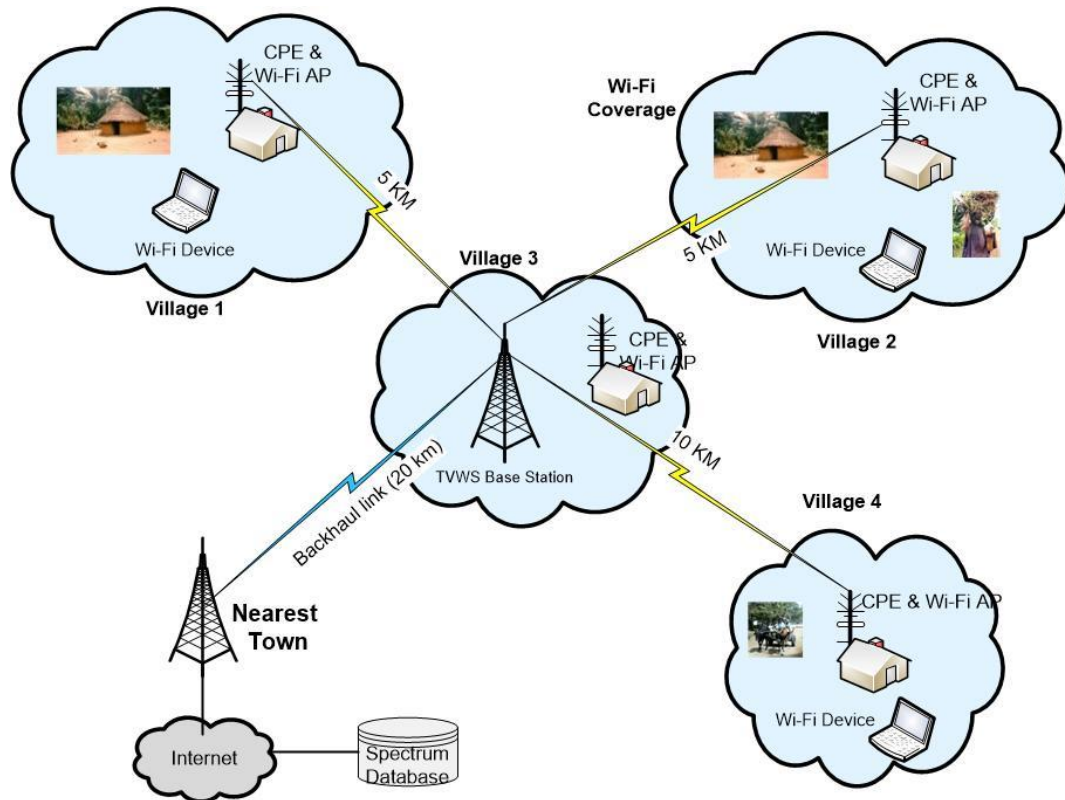 CPE &
Wi-Fi AP
Wi-Fi Device
Village 1
5 KM
Wi-Fi
Coverage
CPE &
Wi-Fi AP
Wi-Fi Device
Village 2
5 KM
Village 3
CPE &
Wi-Fi AP
TVWS Base Station
10 KM
Backhaul link (20 km)
Village 4
CPE & Wi-Fi AP
Wi-Fi Device
Nearest
Town
Internet
Spectrum
Database